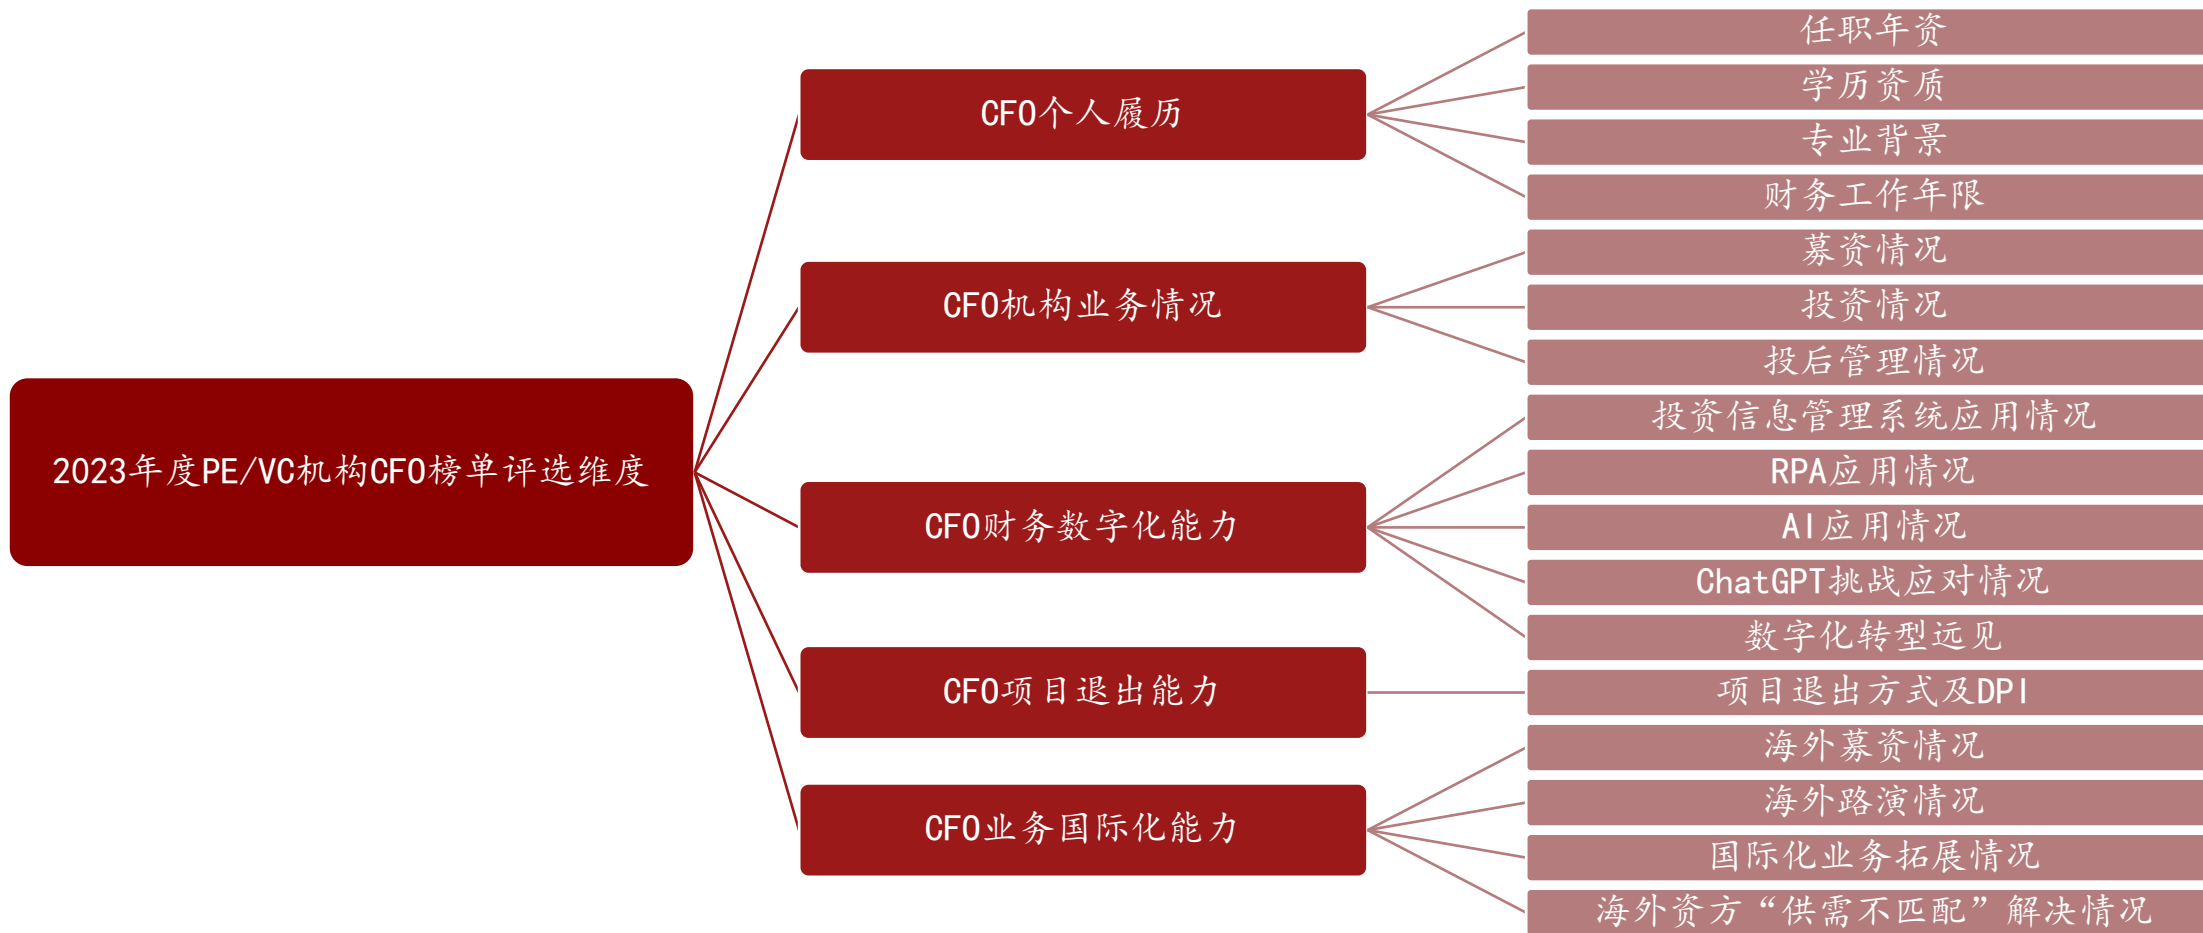 2023年度PE/VC机构CFO榜单评选维度
CFO个人履历
任职年资
学历资质
专业背景
财务工作年限
CFO机构业务情况
募资情况
投资情况
投后管理情况
CFO财务数字化能力
投资信息管理系统应用情况
RPA应用情况
AI应用情况
ChatGPT挑战应对情况
数字化转型远见
CFO项目退出能力
项目退出方式及DPI
CFO业务国际化能力
海外募资情况
海外路演情况
国际化业务拓展情况
海外资方“供需不匹配”解决情况